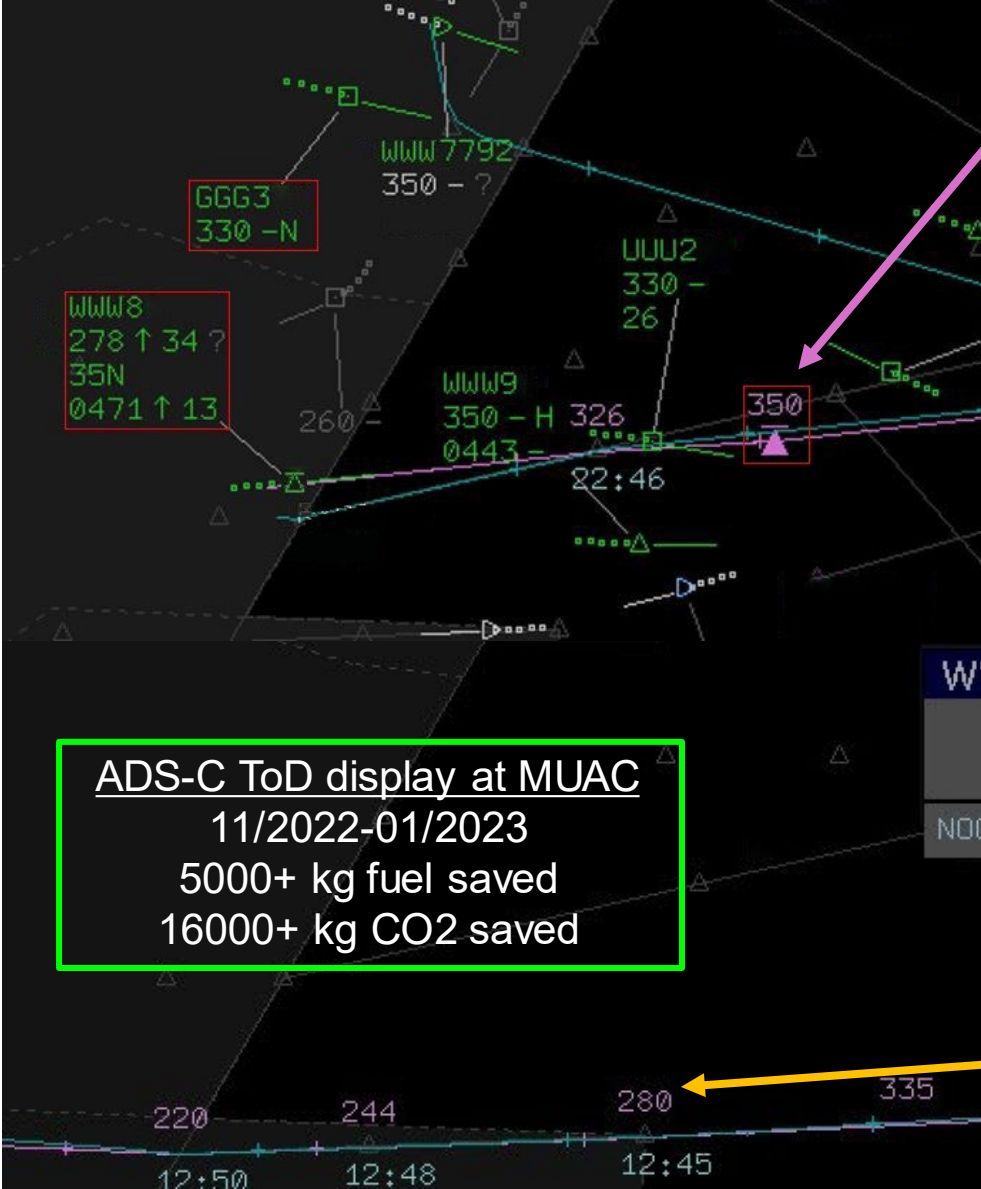 WWW7792
350 - ?
GGG3
330 -N
UUU2
330 -
26
WWW8
278 ↑ 34 ?
35N
0471 ↑ 13
260 -
WWW9
350 - H
0443 -
326
22:46
350
ADS-C ToD display at MUAC
11/2022-01/2023
5000+ kg fuel saved
16000+ kg CO2 saved
220
244
280
335
12:50
12:48
12:45